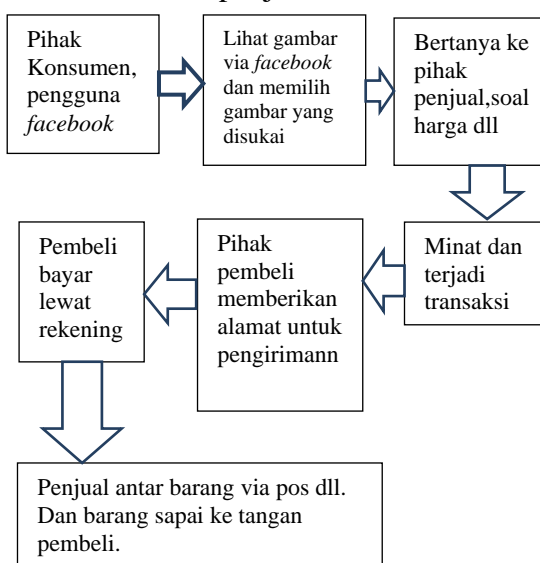 Pihak
Konsumen,
pengguna
facebook
Lihat gambar
via facebook
dan memilih
gambar yang
disukai
Bertanya ke
pihak
penjual,soal
harga dll
Minat dan
terjadi
transaksi
Pihak
pembeli
memberikan
alamat untuk
pengirimann
Pembeli
bayar
lewat
rekening
Penjual antar barang via pos dll.
Dan barang sapai ke tangan
pembeli.